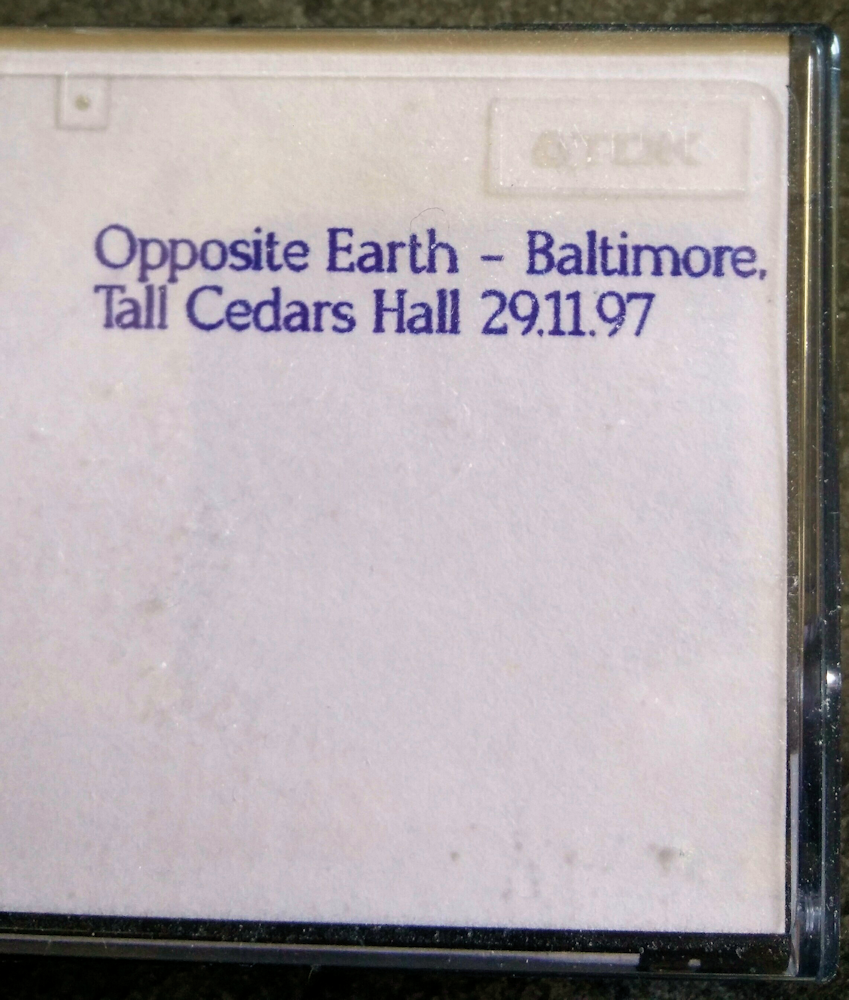 TDK
Opposite Earth – Baltimore,
Tall Cedars Hall 29.11.97